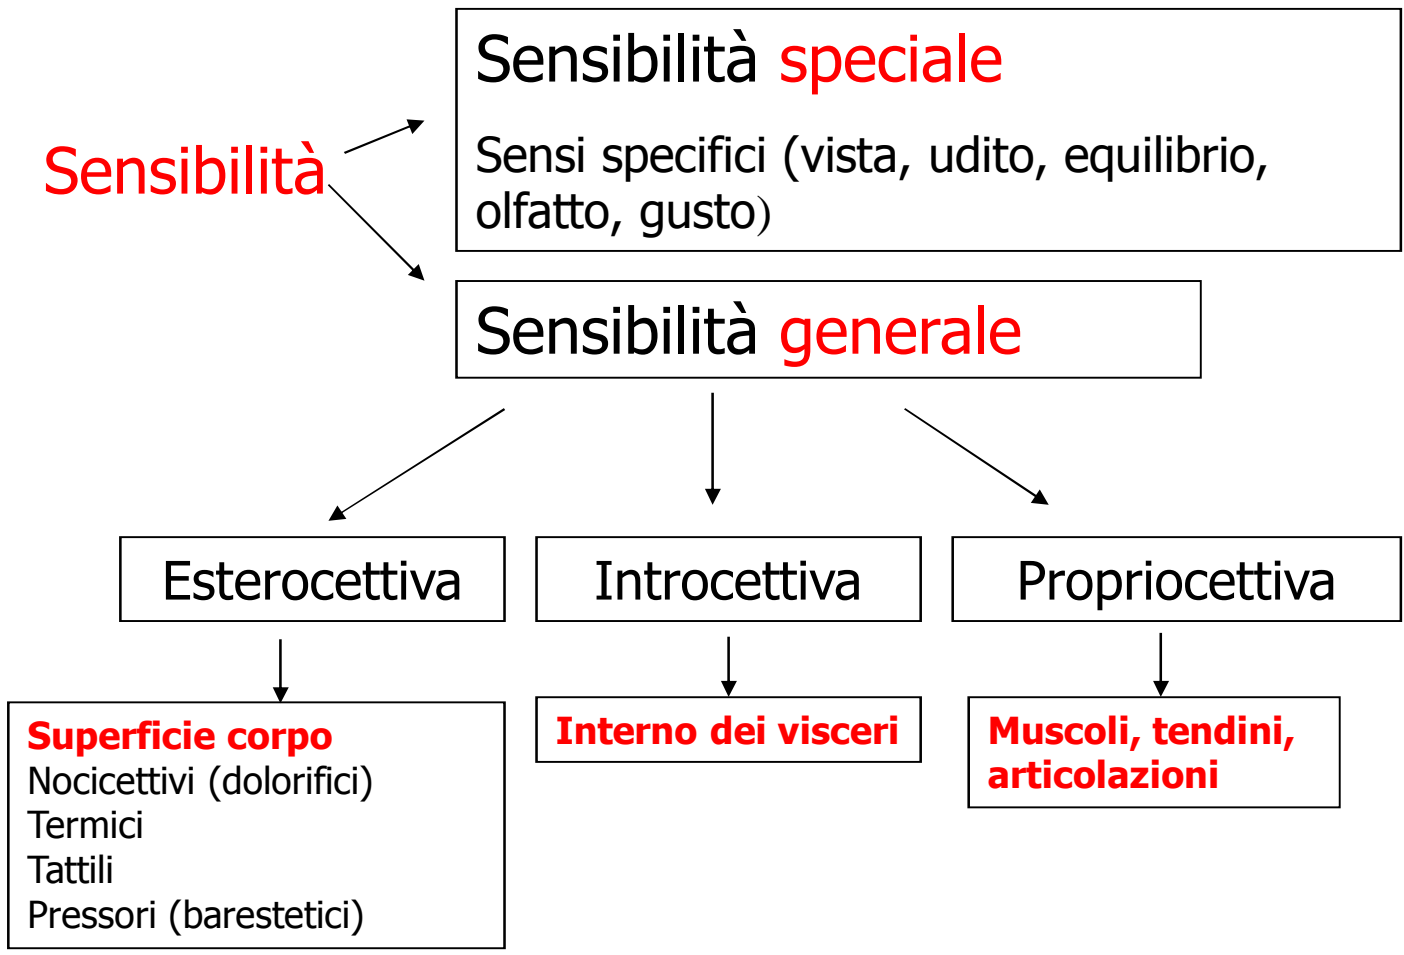 Sensibilità speciale
Sensi specifici (vista, udito, equilibrio,
olfatto, gusto)
Sensibilità
Sensibilità generale
Esterocettiva
Introcettiva
Propriocettiva
Superficie corpo
Nocicettivi (dolorifici)
Termici
Tattili
Pressori (barestetici)
Interno dei visceri
Muscoli, tendini,
articolazioni